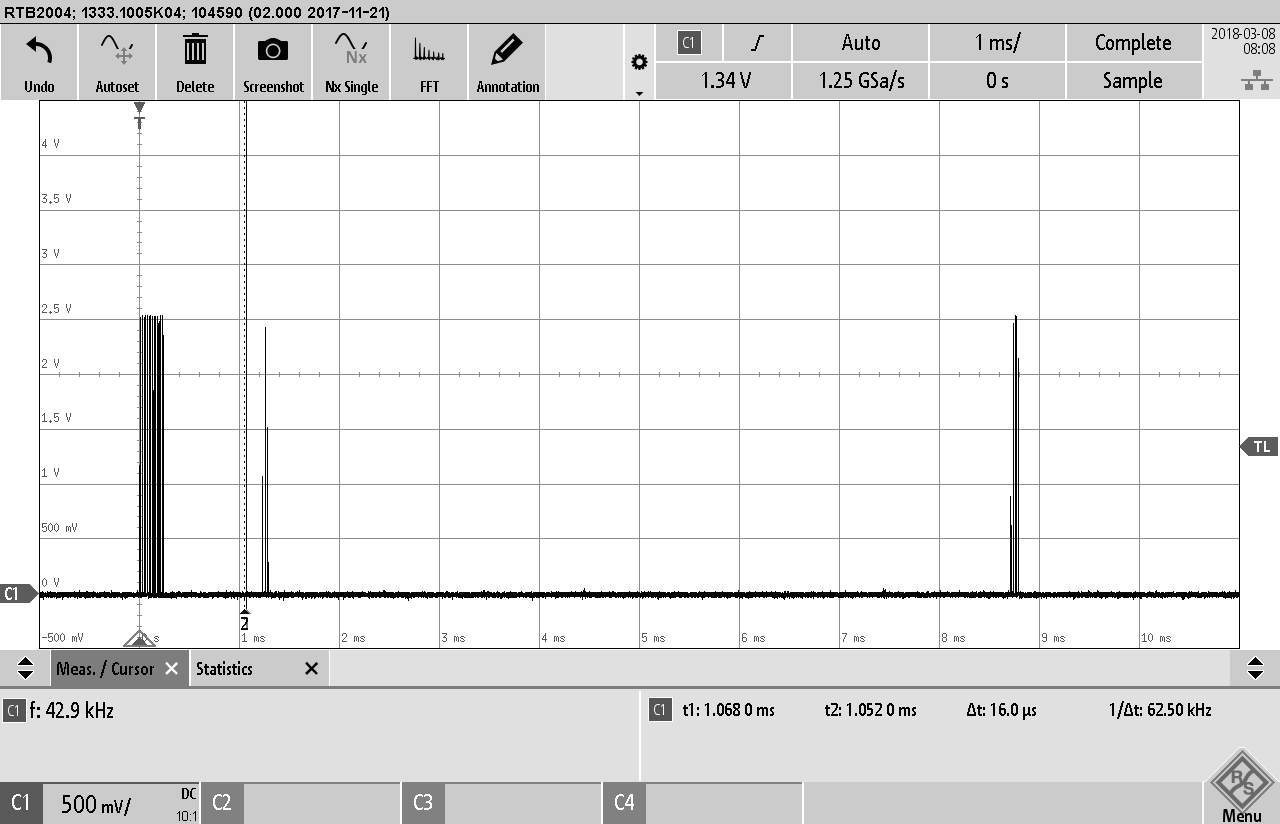 RTB2004; 1333.1005K04; 104590 (02.000 2017-11-21)
Undo
Autoset
Delete
Screenshot
Nx
Nx Single
FFT
Annotation
C1
Auto
1 ms/
Complete
1.34 V
1.25 GSa/s
0 s
Sample
2018-03-08
08:08
T
4 V
3.5 V
3 V
2.5 V
2 V
1.5 V
1 V
500 mV
0 V
-500 mV
TL
C1
2
0 s
1 ms
2 ms
3 ms
4 ms
5 ms
6 ms
7 ms
8 ms
9 ms
10 ms
Meas. / Cursor
Statistics
C1 f: 42.9 kHz
C1 t1: 1.068 0 ms t2: 1.052 0 ms Δt: 16.0 µs 1/Δt: 62.50 kHz
C1 500 mV/ DC 10:1
C2
C3
C4
R S
Menu